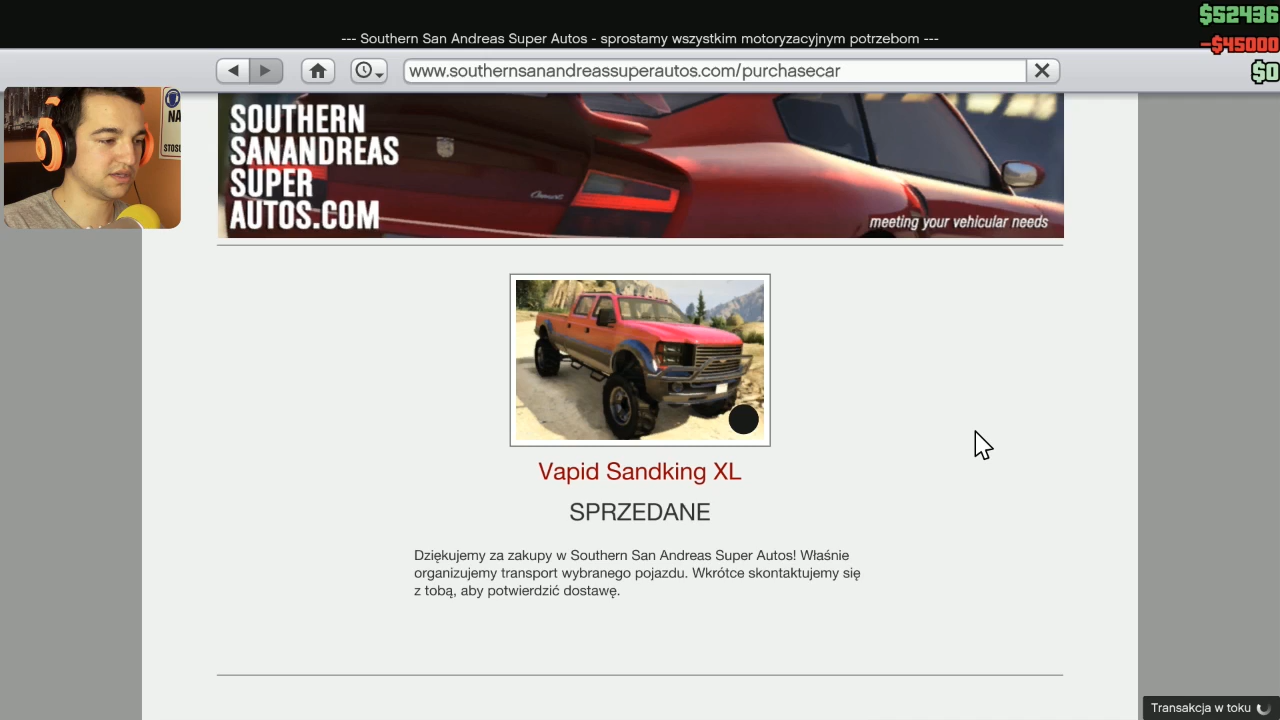 $52436
--- Southern San Andreas Super Autos - sprostamy wszystkim motoryzacyjnym potrzebom ---
-$45000
www.southernsanandreassuperautos.com/purchasecar
$0
NA
STOSE
SOUTHERN
SANANDREAS
SUPER
AUTOS.COM
meeting your vehicular needs
Vapid Sandking XL
SPRZEDANE
Dziękujemy za zakupy w Southern San Andreas Super Autos! Właśnie
organizujemy transport wybranego pojazdu. Wkrótce skontaktujemy się
z tobą, aby potwierdzić dostawę.
Transakcja w toku